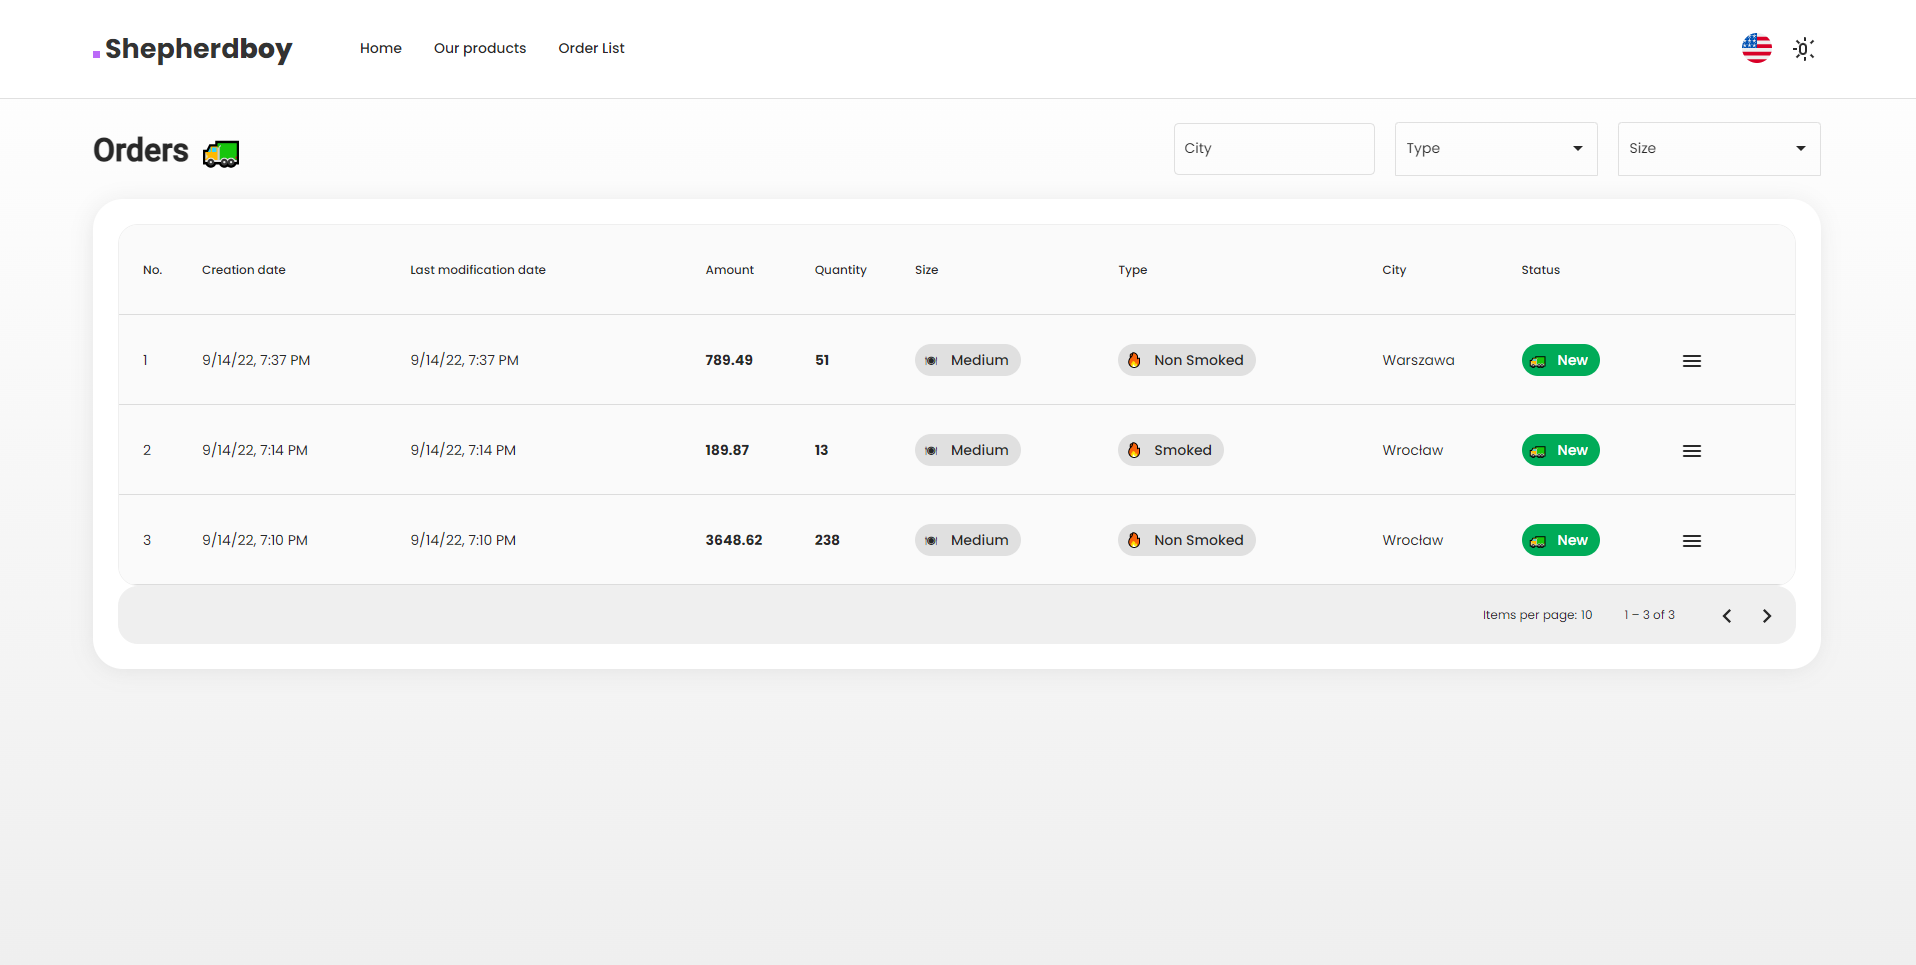 Shepherdboy Home Our products Order List
Orders City Type Size
No. Creation date Last modification date Amount Quantity Size Type City Status
1 9/14/22, 7:37 PM 9/14/22, 7:37 PM 789.49 51 Medium Non Smoked Warszawa New
2 9/14/22, 7:14 PM 9/14/22, 7:14 PM 189.87 13 Medium Smoked Wrocław New
3 9/14/22, 7:10 PM 9/14/22, 7:10 PM 3648.62 238 Medium Non Smoked Wrocław New
Items per page: 10 1 – 3 of 3